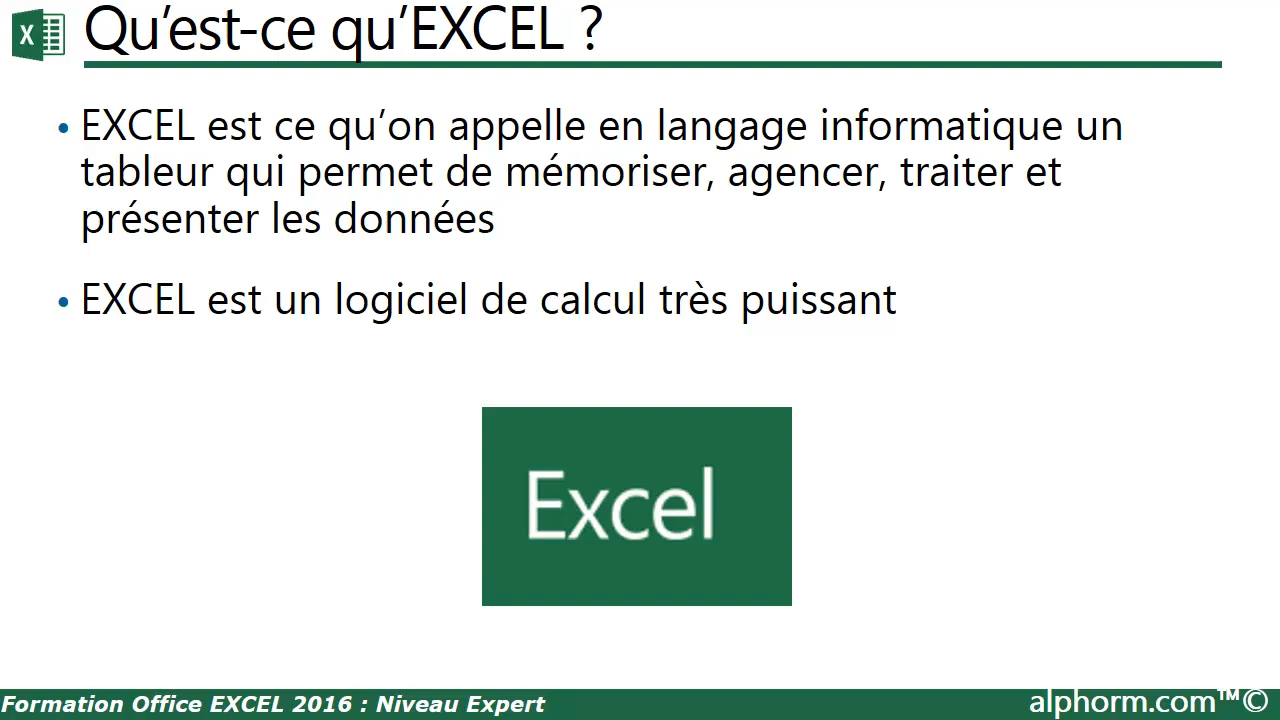 X
Qu’est-ce qu’EXCEL ?
• EXCEL est ce qu’on appelle en langage informatique un
tableur qui permet de mémoriser, agencer, traiter et
présenter les données
• EXCEL est un logiciel de calcul très puissant
Excel
Formation Office EXCEL 2016 : Niveau Expert
alphorm.com™©